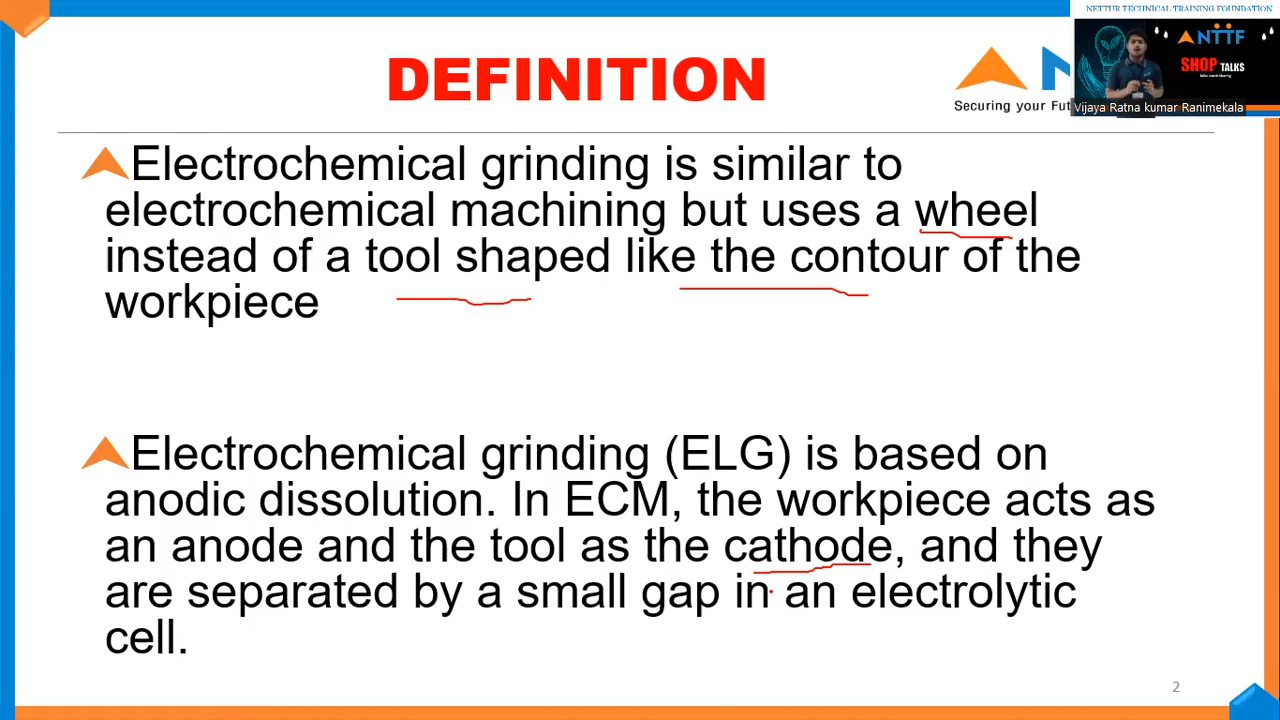 NETTUR TECHNICAL TRAINING FOUNDATION
DEFINITION
Securing your Fut
NTTF
SHOP TALKS
Talks worth Sharing
Vijaya Ratna kumar Ranimekala
Electrochemical grinding is similar to
electrochemical machining but uses a wheel
instead of a tool shaped like the contour of the
workpiece
Electrochemical grinding (ELG) is based on
anodic dissolution. In ECM, the workpiece acts as
an anode and the tool as the cathode, and they
are separated by a small gap in an electrolytic
cell.
2